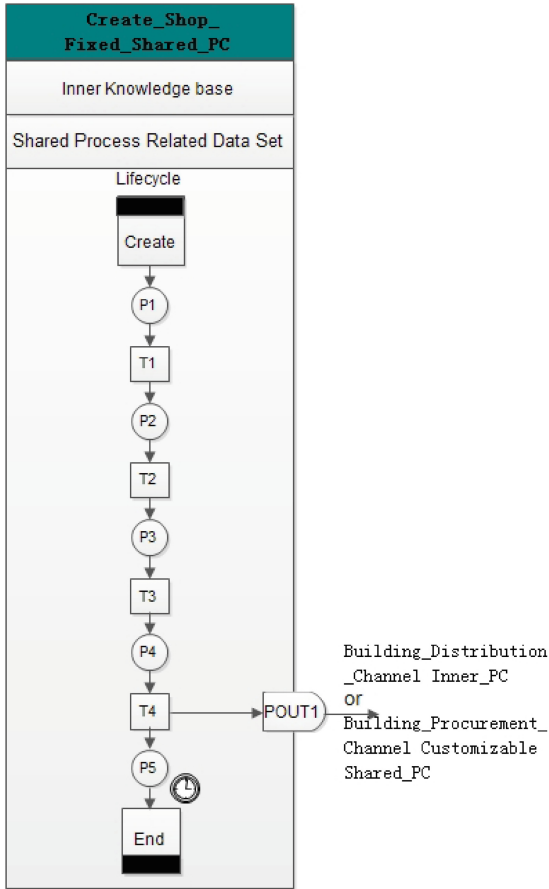 Create_Shop_
Fixed_Shared_PC
Inner Knowledge base
Shared Process Related Data Set
Lifecycle
Create
P1
T1
P2
T2
P3
T3
P4
T4
POUT1
Building_Distribution
_Channel Inner_PC
or
Building_Procurement_
Channel Customizable
Shared_PC
P5
End